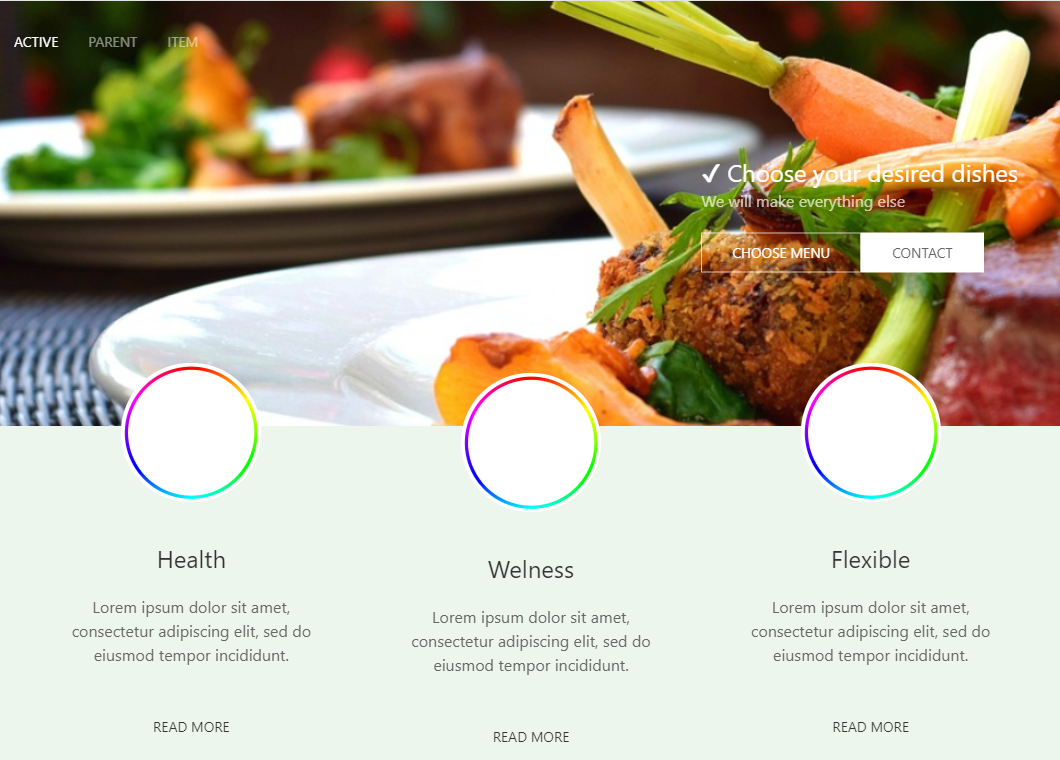 ACTIVE PARENT ITEM
✓ Choose your desired dishes
We will make everything else
CHOOSE MENU CONTACT
Health
Lorem ipsum dolor sit amet,
consectetur adipiscing elit, sed do
eiusmod tempor incididunt.
READ MORE
Welness
Lorem ipsum dolor sit amet,
consectetur adipiscing elit, sed do
eiusmod tempor incididunt.
READ MORE
Flexible
Lorem ipsum dolor sit amet,
consectetur adipiscing elit, sed do
eiusmod tempor incididunt.
READ MORE